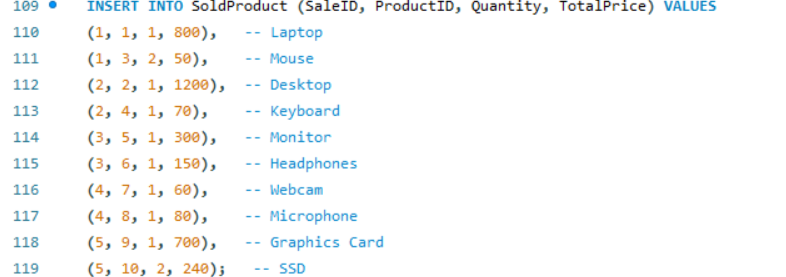 109 INSERT INTO SoldProduct (SaleID, ProductID, Quantity, TotalPrice) VALUES
110 (1, 1, 1, 800), -- Laptop
111 (1, 3, 2, 50), -- Mouse
112 (2, 2, 1, 1200), -- Desktop
113 (2, 4, 1, 70), -- Keyboard
114 (3, 5, 1, 300), -- Monitor
115 (3, 6, 1, 150), -- Headphones
116 (4, 7, 1, 60), -- Webcam
117 (4, 8, 1, 80), -- Microphone
118 (5, 9, 1, 700), -- Graphics Card
119 (5, 10, 2, 240); -- SSD